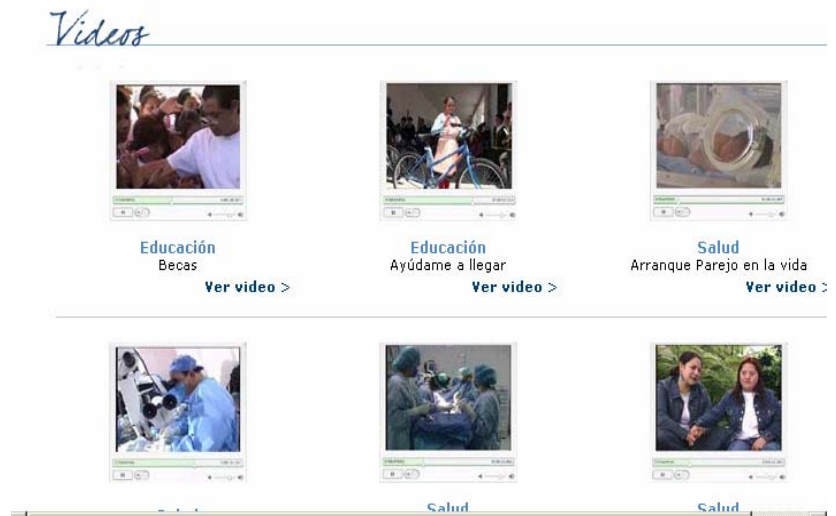 Videos
Educación
Becas
Ver video >
Educación
Ayúdame a llegar
Ver video >
Salud
Arranque Parejo en la vida
Ver video >
Salud
Salud